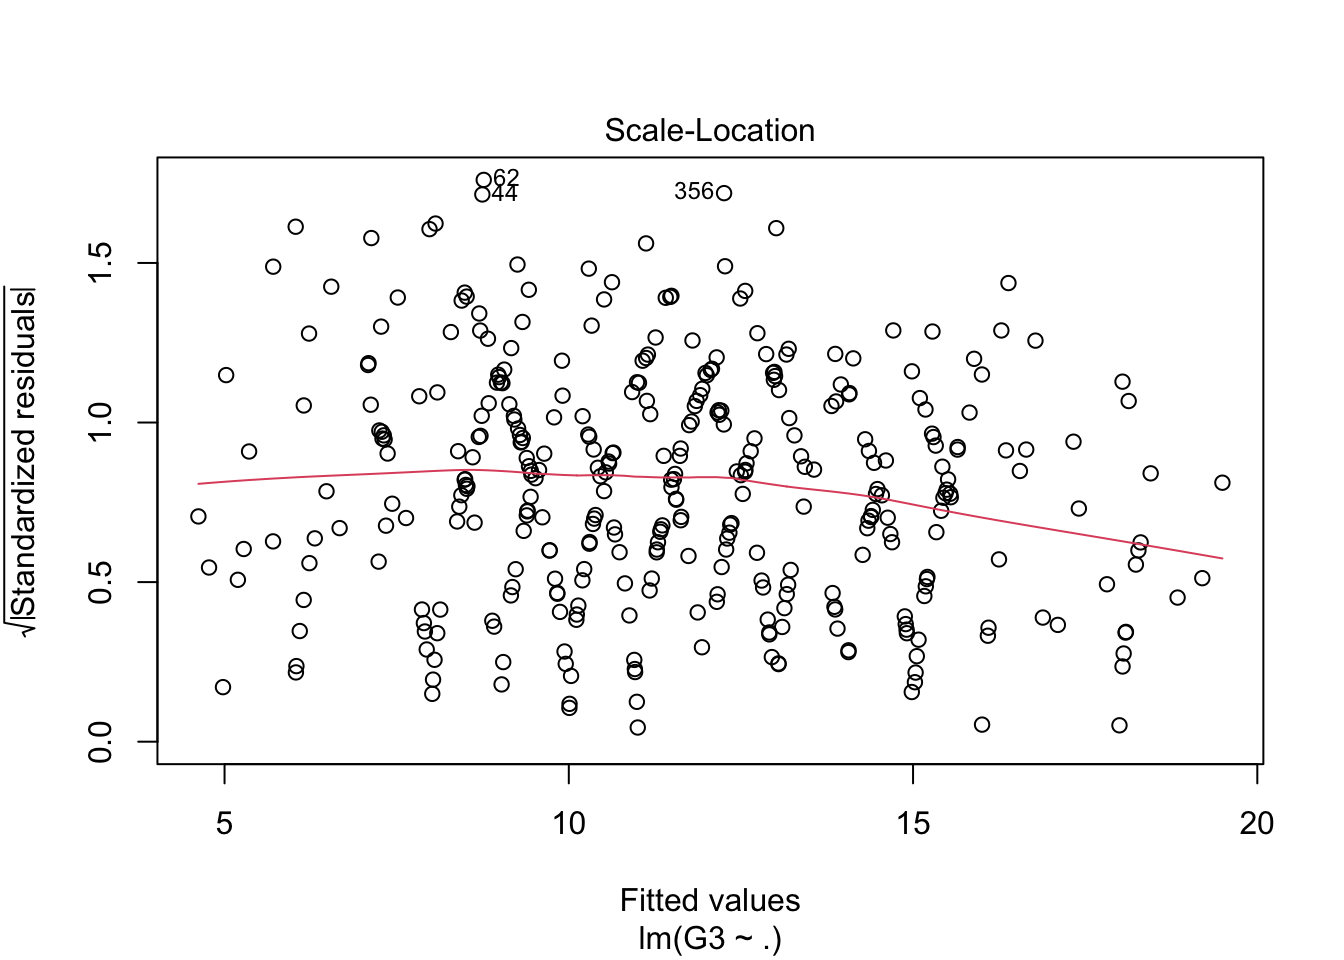 Scale-Location
62
44
356
√|Standardized residuals|
0.0
0.5
1.0
1.5
5
10
15
20
Fitted values
lm(G3 ~ .)